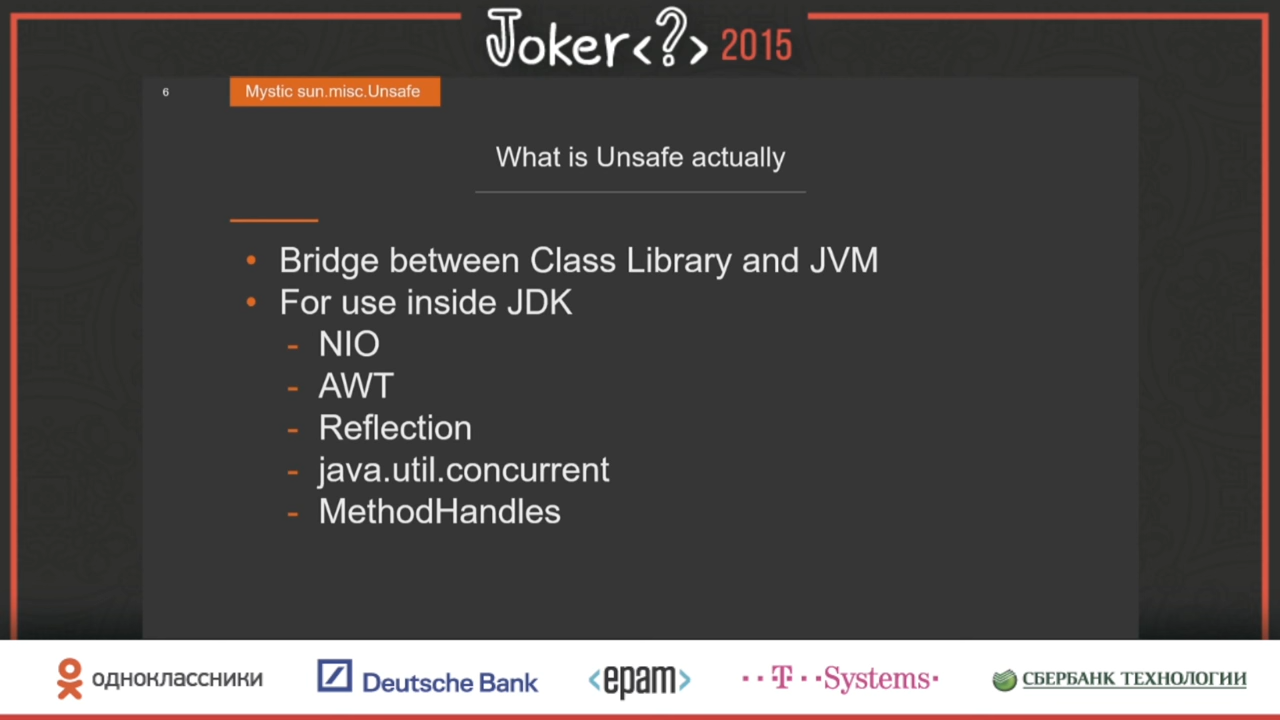 Joker<?> 2015
6
Mystic sun.misc.Unsafe
What is Unsafe actually
• Bridge between Class Library and JVM
• For use inside JDK
- NIO
- AWT
- Reflection
- java.util.concurrent
- MethodHandles
одноклассники
Deutsche Bank
<epam>
··T··Systems·
СБЕРБАНК ТЕХНОЛОГИИ